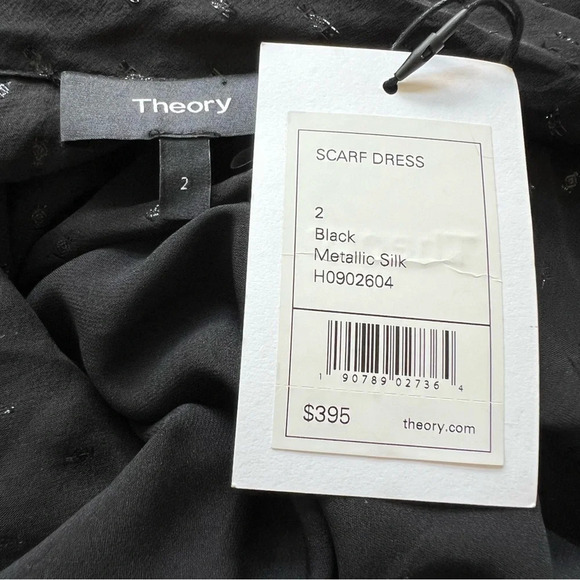 Theory
2
SCARF DRESS
2
Black
Metallic Silk
H0902604
1 90789 02736 4
$395
theory.com